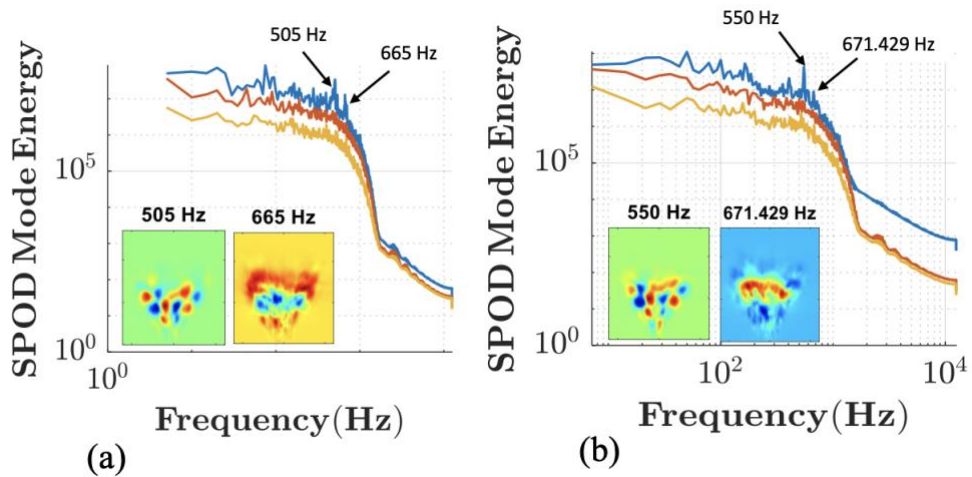 SPOD Mode Energy
505 Hz
665 Hz
10^5
505 Hz
665 Hz
10^0
10^0
Frequency(Hz)
(a)
SPOD Mode Energy
550 Hz
671.429 Hz
10^5
550 Hz
671.429 Hz
10^0
10^2
10^4
Frequency(Hz)
(b)